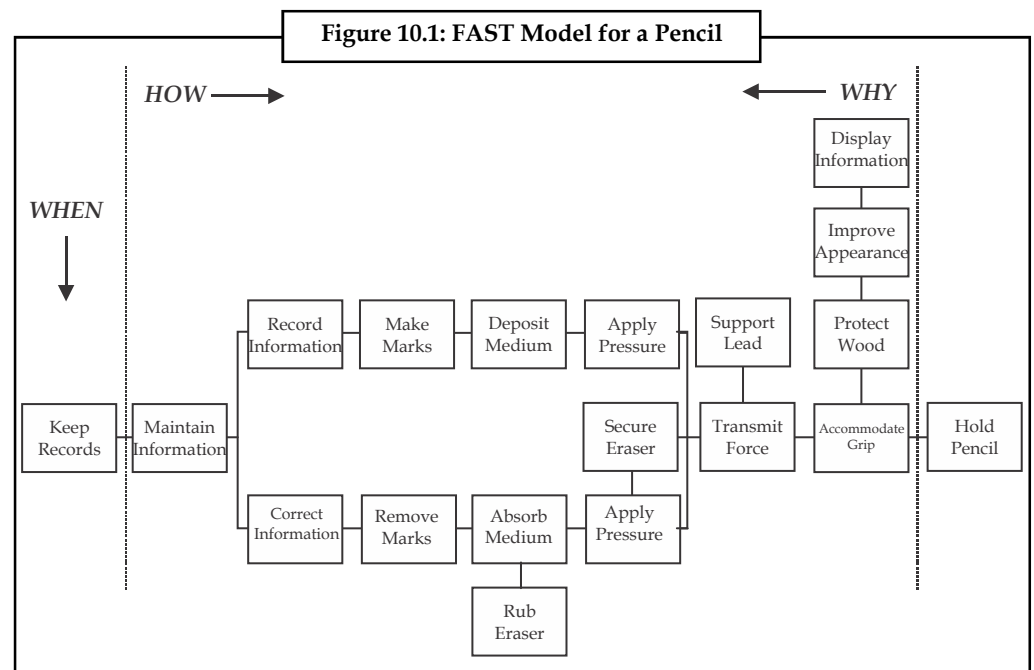 Figure 10.1: FAST Model for a Pencil
HOW
WHY
Display
Information
WHEN
Improve
Appearance
Record
Information
Make
Marks
Deposit
Medium
Apply
Pressure
Support
Lead
Protect
Wood
Keep
Records
Maintain
Information
Secure
Eraser
Transmit
Force
Accommodate
Grip
Hold
Pencil
Correct
Information
Remove
Marks
Absorb
Medium
Apply
Pressure
Rub
Eraser